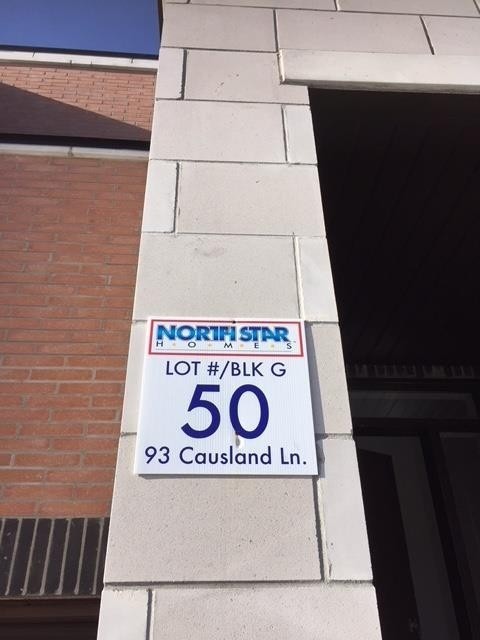 NORTH STAR
HOMES
LOT #/BLK G
50
93 Causland Ln.